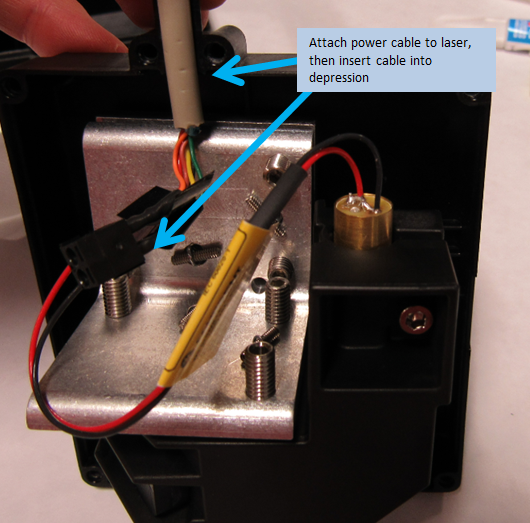 Attach power cable to laser,
then insert cable into
depression